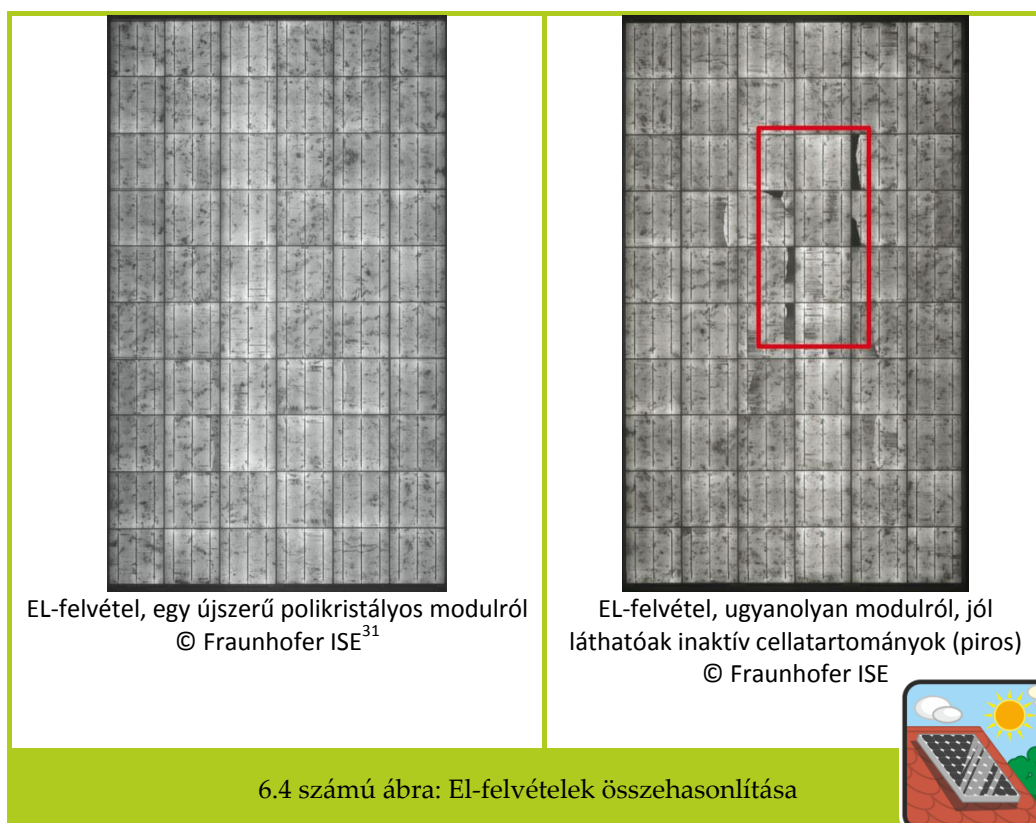 EL-felvétel, egy újszerű polikristályos modulról
© Fraunhofer ISE31
EL-felvétel, ugyanolyan modulról, jól
láthatóak inaktív cellatartományok (piros)
© Fraunhofer ISE
6.4 számú ábra: El-felvételek összehasonlítása